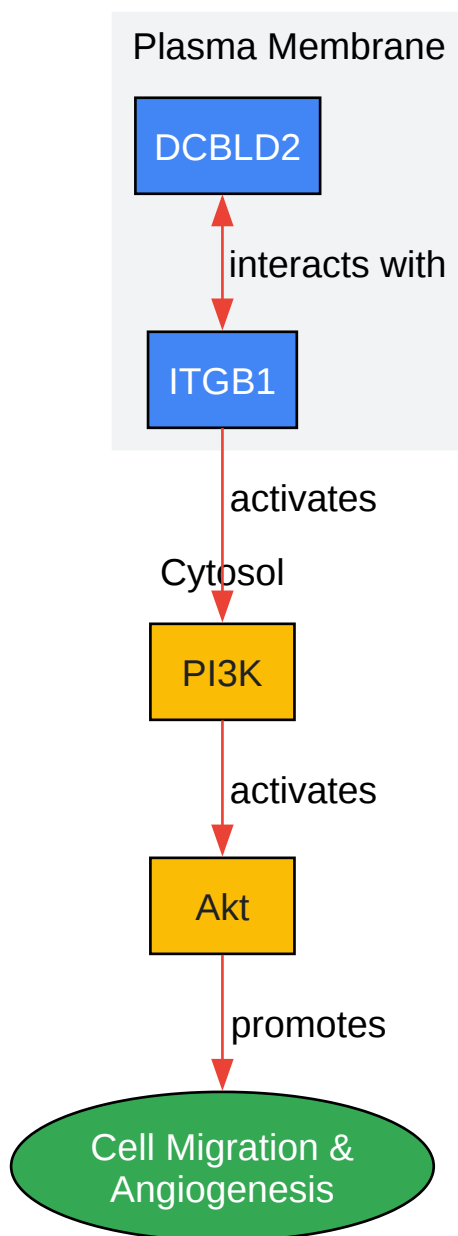 Plasma Membrane
DCBLD2
interacts with
ITGB1
activates
Cytosol
PI3K
activates
Akt
promotes
Cell Migration &
Angiogenesis